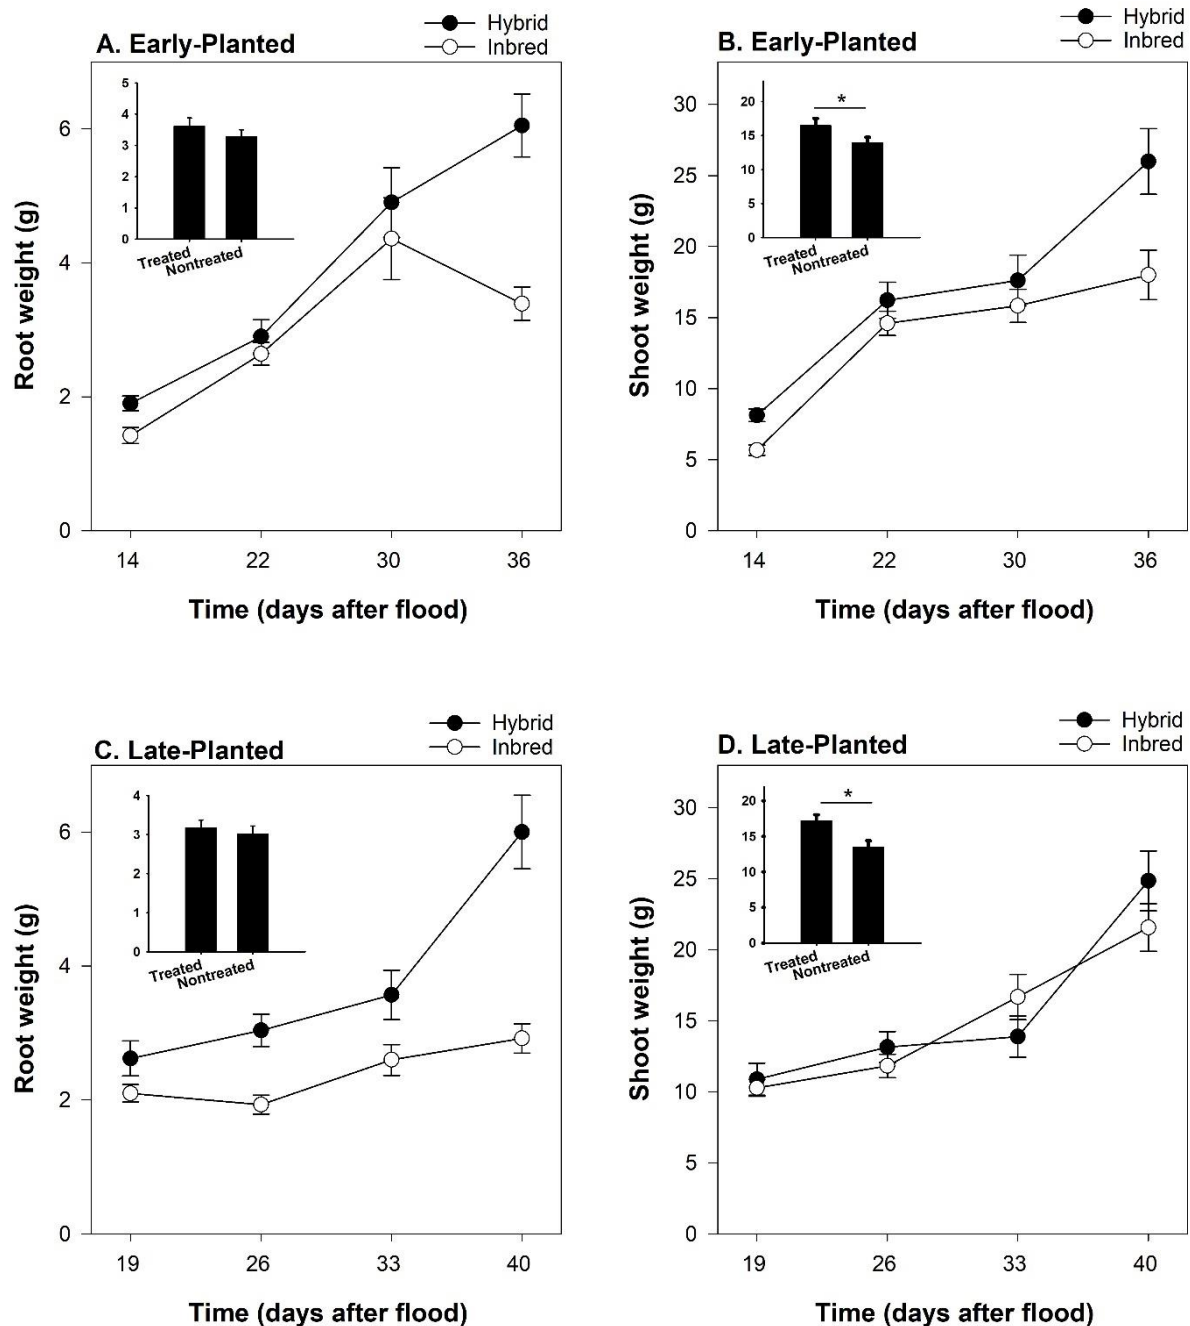 Hybrid
Inbred
A. Early-Planted
Root weight (g)
6
4
2
0
5
4
3
2
1
0
Treated
Nontreated
14 22 30 36
Time (days after flood)
Hybrid
Inbred
B. Early-Planted
Shoot weight (g)
30
25
20
15
10
5
0
20
15
10
5
0
*
Treated
Nontreated
14 22 30 36
Time (days after flood)
Hybrid
Inbred
C. Late-Planted
Root weight (g)
6
4
2
0
4
3
2
1
0
Treated
Nontreated
19 26 33 40
Time (days after flood)
Hybrid
Inbred
D. Late-Planted
Shoot weight (g)
30
25
20
15
10
5
0
20
15
10
5
0
*
Treated
Nontreated
19 26 33 40
Time (days after flood)